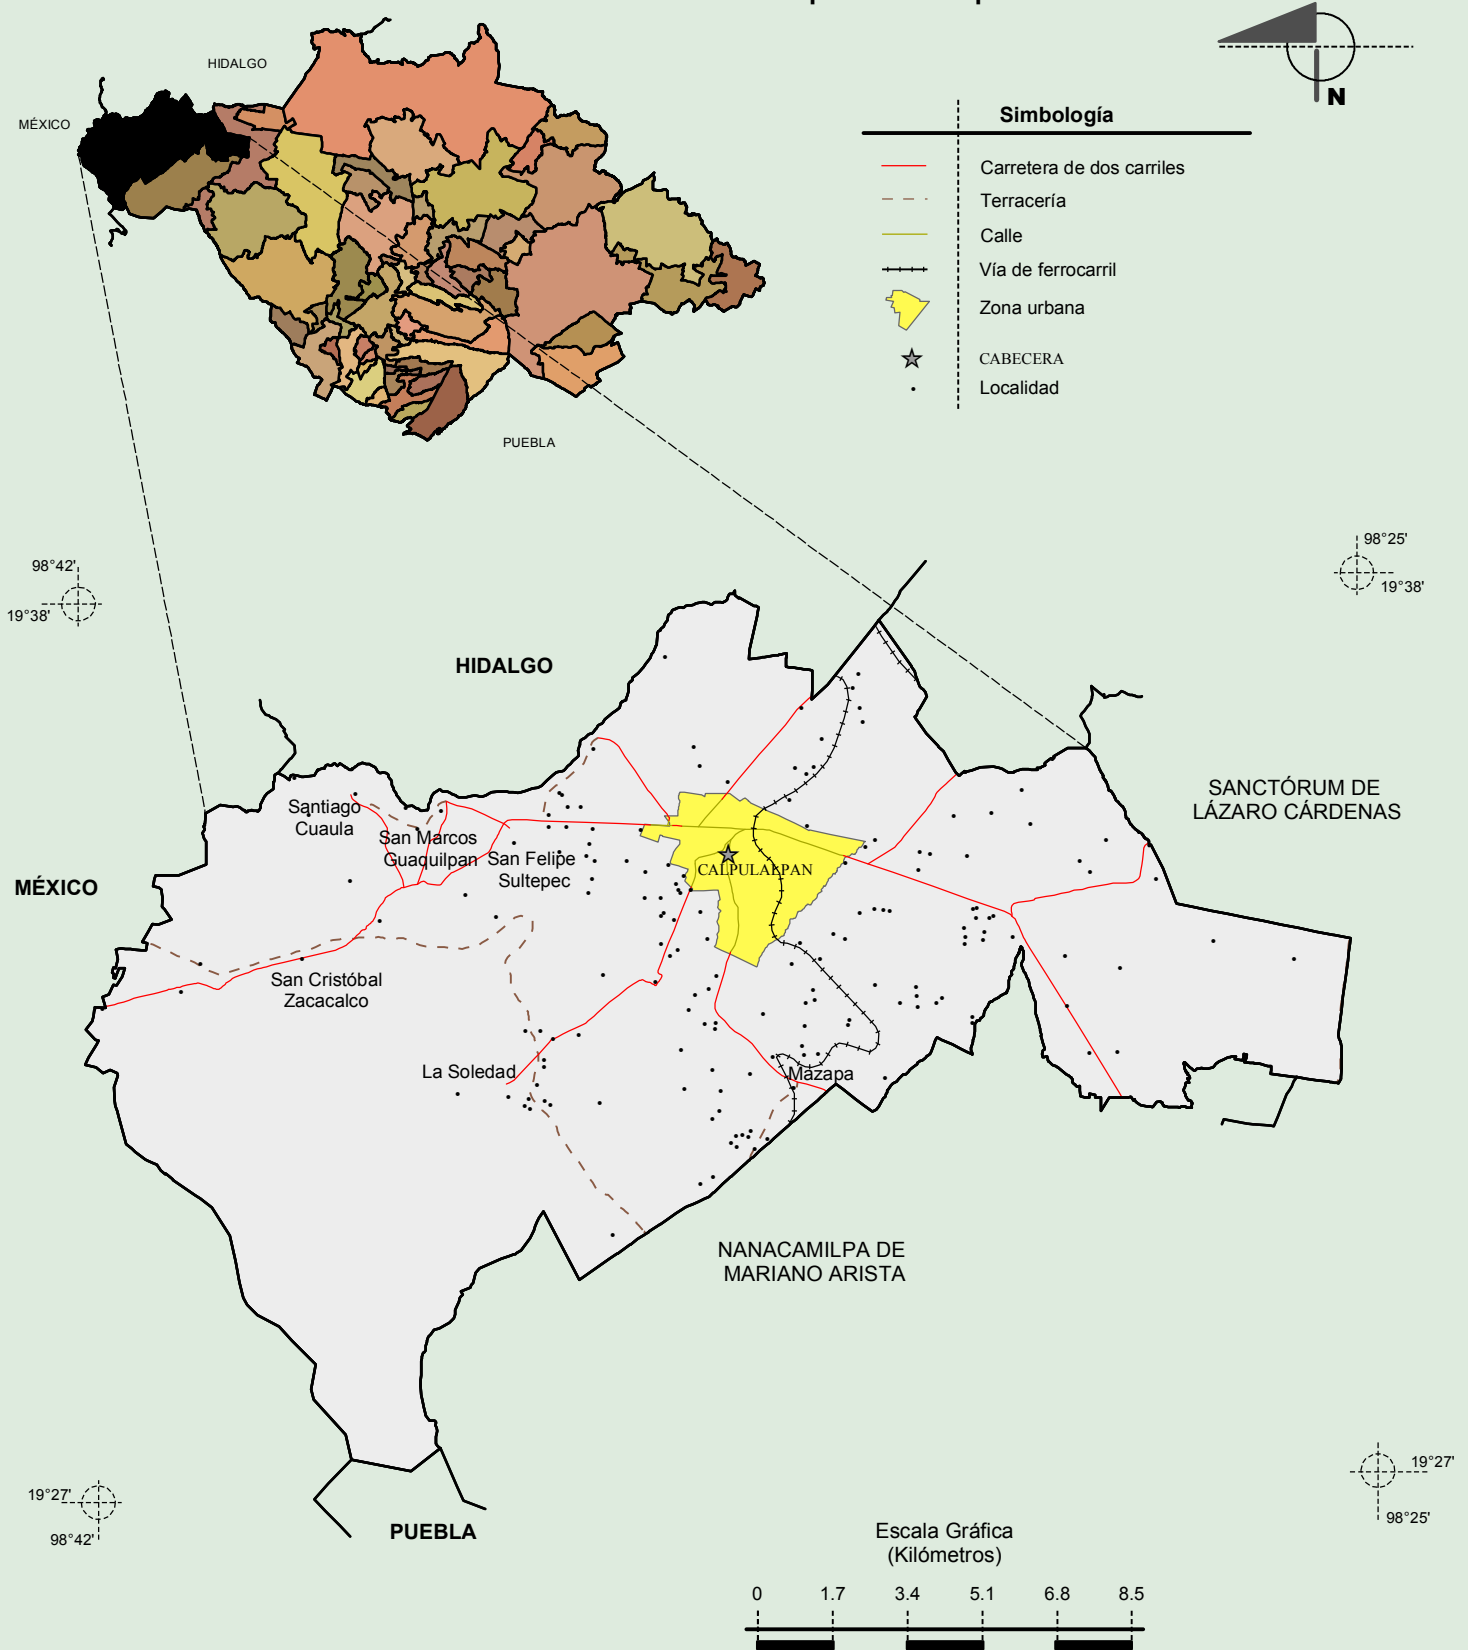 HIDALGO
MÉXICO
PUEBLA
N
Simbología
Carretera de dos carriles
Terracería
Calle
Vía de ferrocarril
Zona urbana
CABECERA
Localidad
98°42'
19°38'
98°25'
19°38'
HIDALGO
SANCTÓRUM DE
LÁZARO CÁRDENAS
Santiago
Cuaula
San Marcos
Guaquilpan
San Felipe
Sultepec
CALPULALPAN
MÉXICO
San Cristóbal
Zacacalco
La Soledad
Mazapa
NANACAMILPA DE
MARIANO ARISTA
19°27'
98°42'
PUEBLA
19°27'
98°25'
Escala Gráfica
(Kilómetros)
0 1.7 3.4 5.1 6.8 8.5